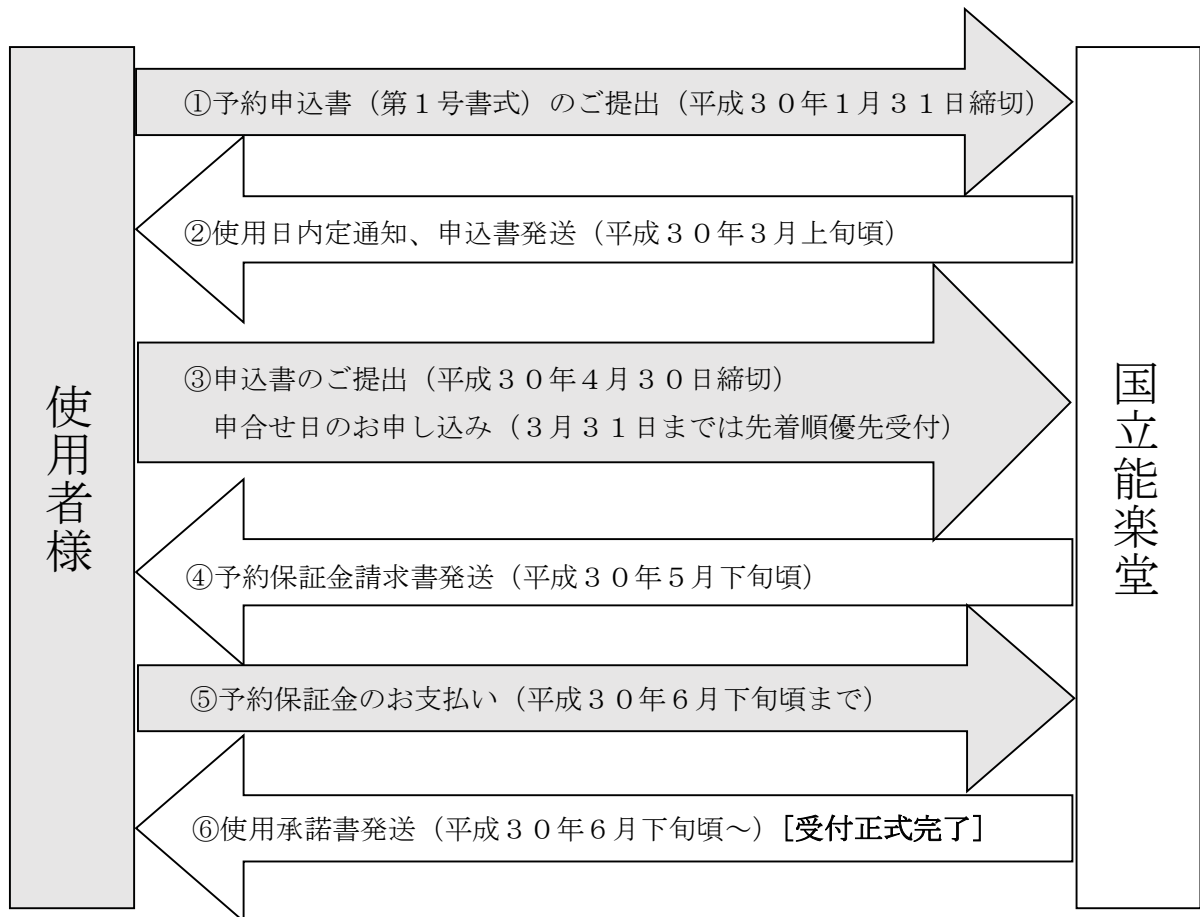 ①予約申込書（第１号書式）のご提出（平成３０年１月３１日締切）
②使用日内定通知、申込書発送（平成３０年３月上旬頃）
③申込書のご提出（平成３０年４月３０日締切）
申合せ日のお申し込み（３月３１日までは先着順優先受付）
④予約保証金請求書発送（平成３０年５月下旬頃）
⑤予約保証金のお支払い（平成３０年６月下旬頃まで）
⑥使用承諾書発送（平成３０年６月下旬頃～）［受付正式完了］
使用者様
国立能楽堂